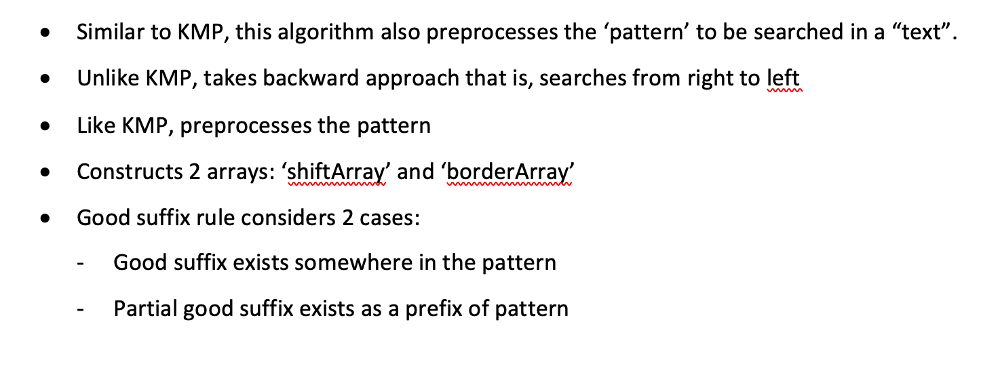 • Similar to KMP, this algorithm also preprocesses the ‘pattern’ to be searched in a “text”.
• Unlike KMP, takes backward approach that is, searches from right to left
• Like KMP, preprocesses the pattern
• Constructs 2 arrays: ‘shiftArray’ and ‘borderArray’
• Good suffix rule considers 2 cases:
- Good suffix exists somewhere in the pattern
- Partial good suffix exists as a prefix of pattern